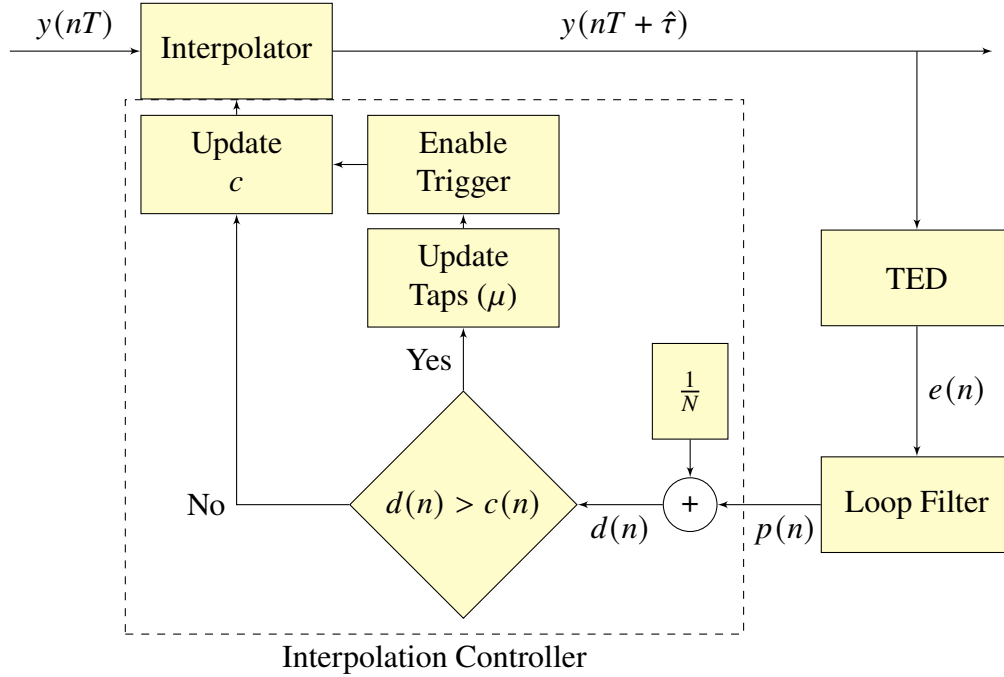 y(nT)
Interpolator
y(nT + τ̂)
Update
c
Enable
Trigger
Update
Taps (μ)
TED
Yes
1/N
e(n)
No
d(n) > c(n)
d(n)
+
p(n)
Loop Filter
Interpolation Controller